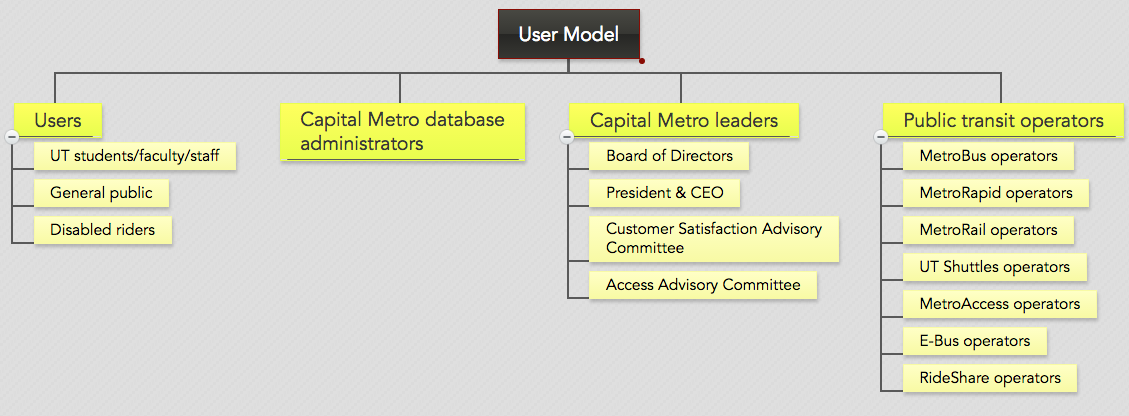 User Model
Users
UT students/faculty/staff
General public
Disabled riders
Capital Metro database
administrators
Capital Metro leaders
Board of Directors
President & CEO
Customer Satisfaction Advisory
Committee
Access Advisory Committee
Public transit operators
MetroBus operators
MetroRapid operators
MetroRail operators
UT Shuttles operators
MetroAccess operators
E-Bus operators
RideShare operators